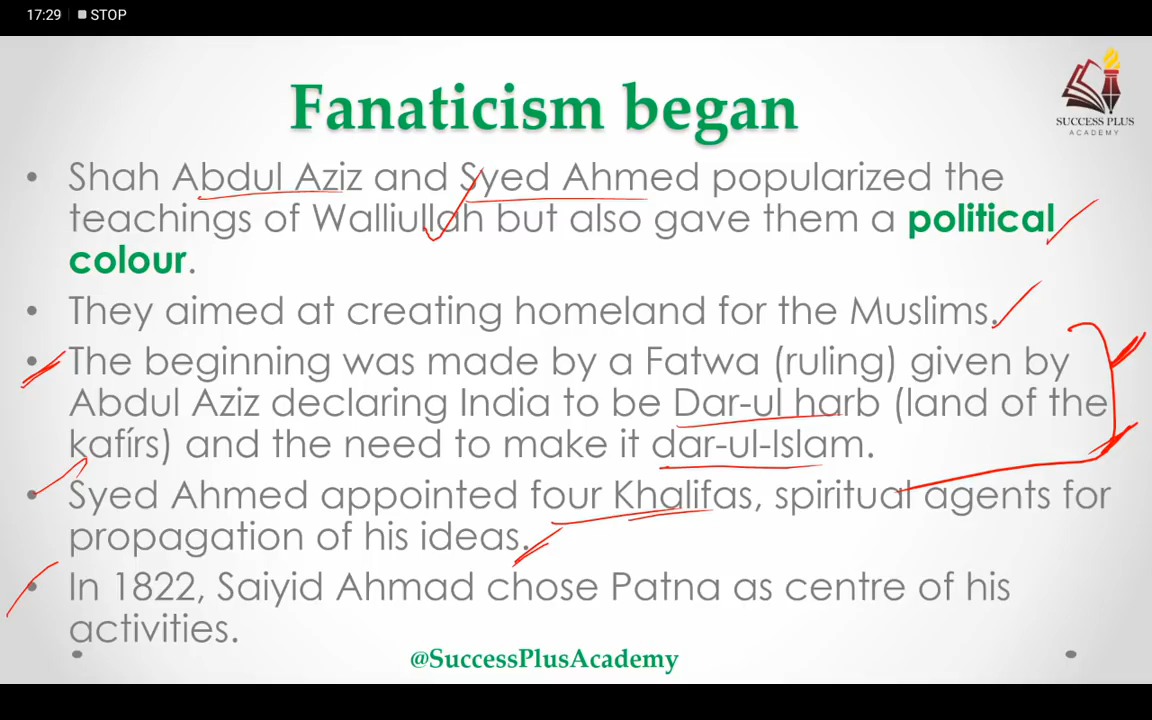 17:29 STOP
Fanaticism began
SUCCESS PLUS
ACADEMY
• Shah Abdul Aziz and Syed Ahmed popularized the
teachings of Walliullah but also gave them a political
colour.
• They aimed at creating homeland for the Muslims.
• The beginning was made by a Fatwa (ruling) given by
Abdul Aziz declaring India to be Dar-ul harb (land of the
kafírs) and the need to make it dar-ul-Islam.
• Syed Ahmed appointed four Khalifas, spiritual agents for
propagation of his ideas.
• In 1822, Saiyid Ahmad chose Patna as centre of his
activities.
@SuccessPlusAcademy